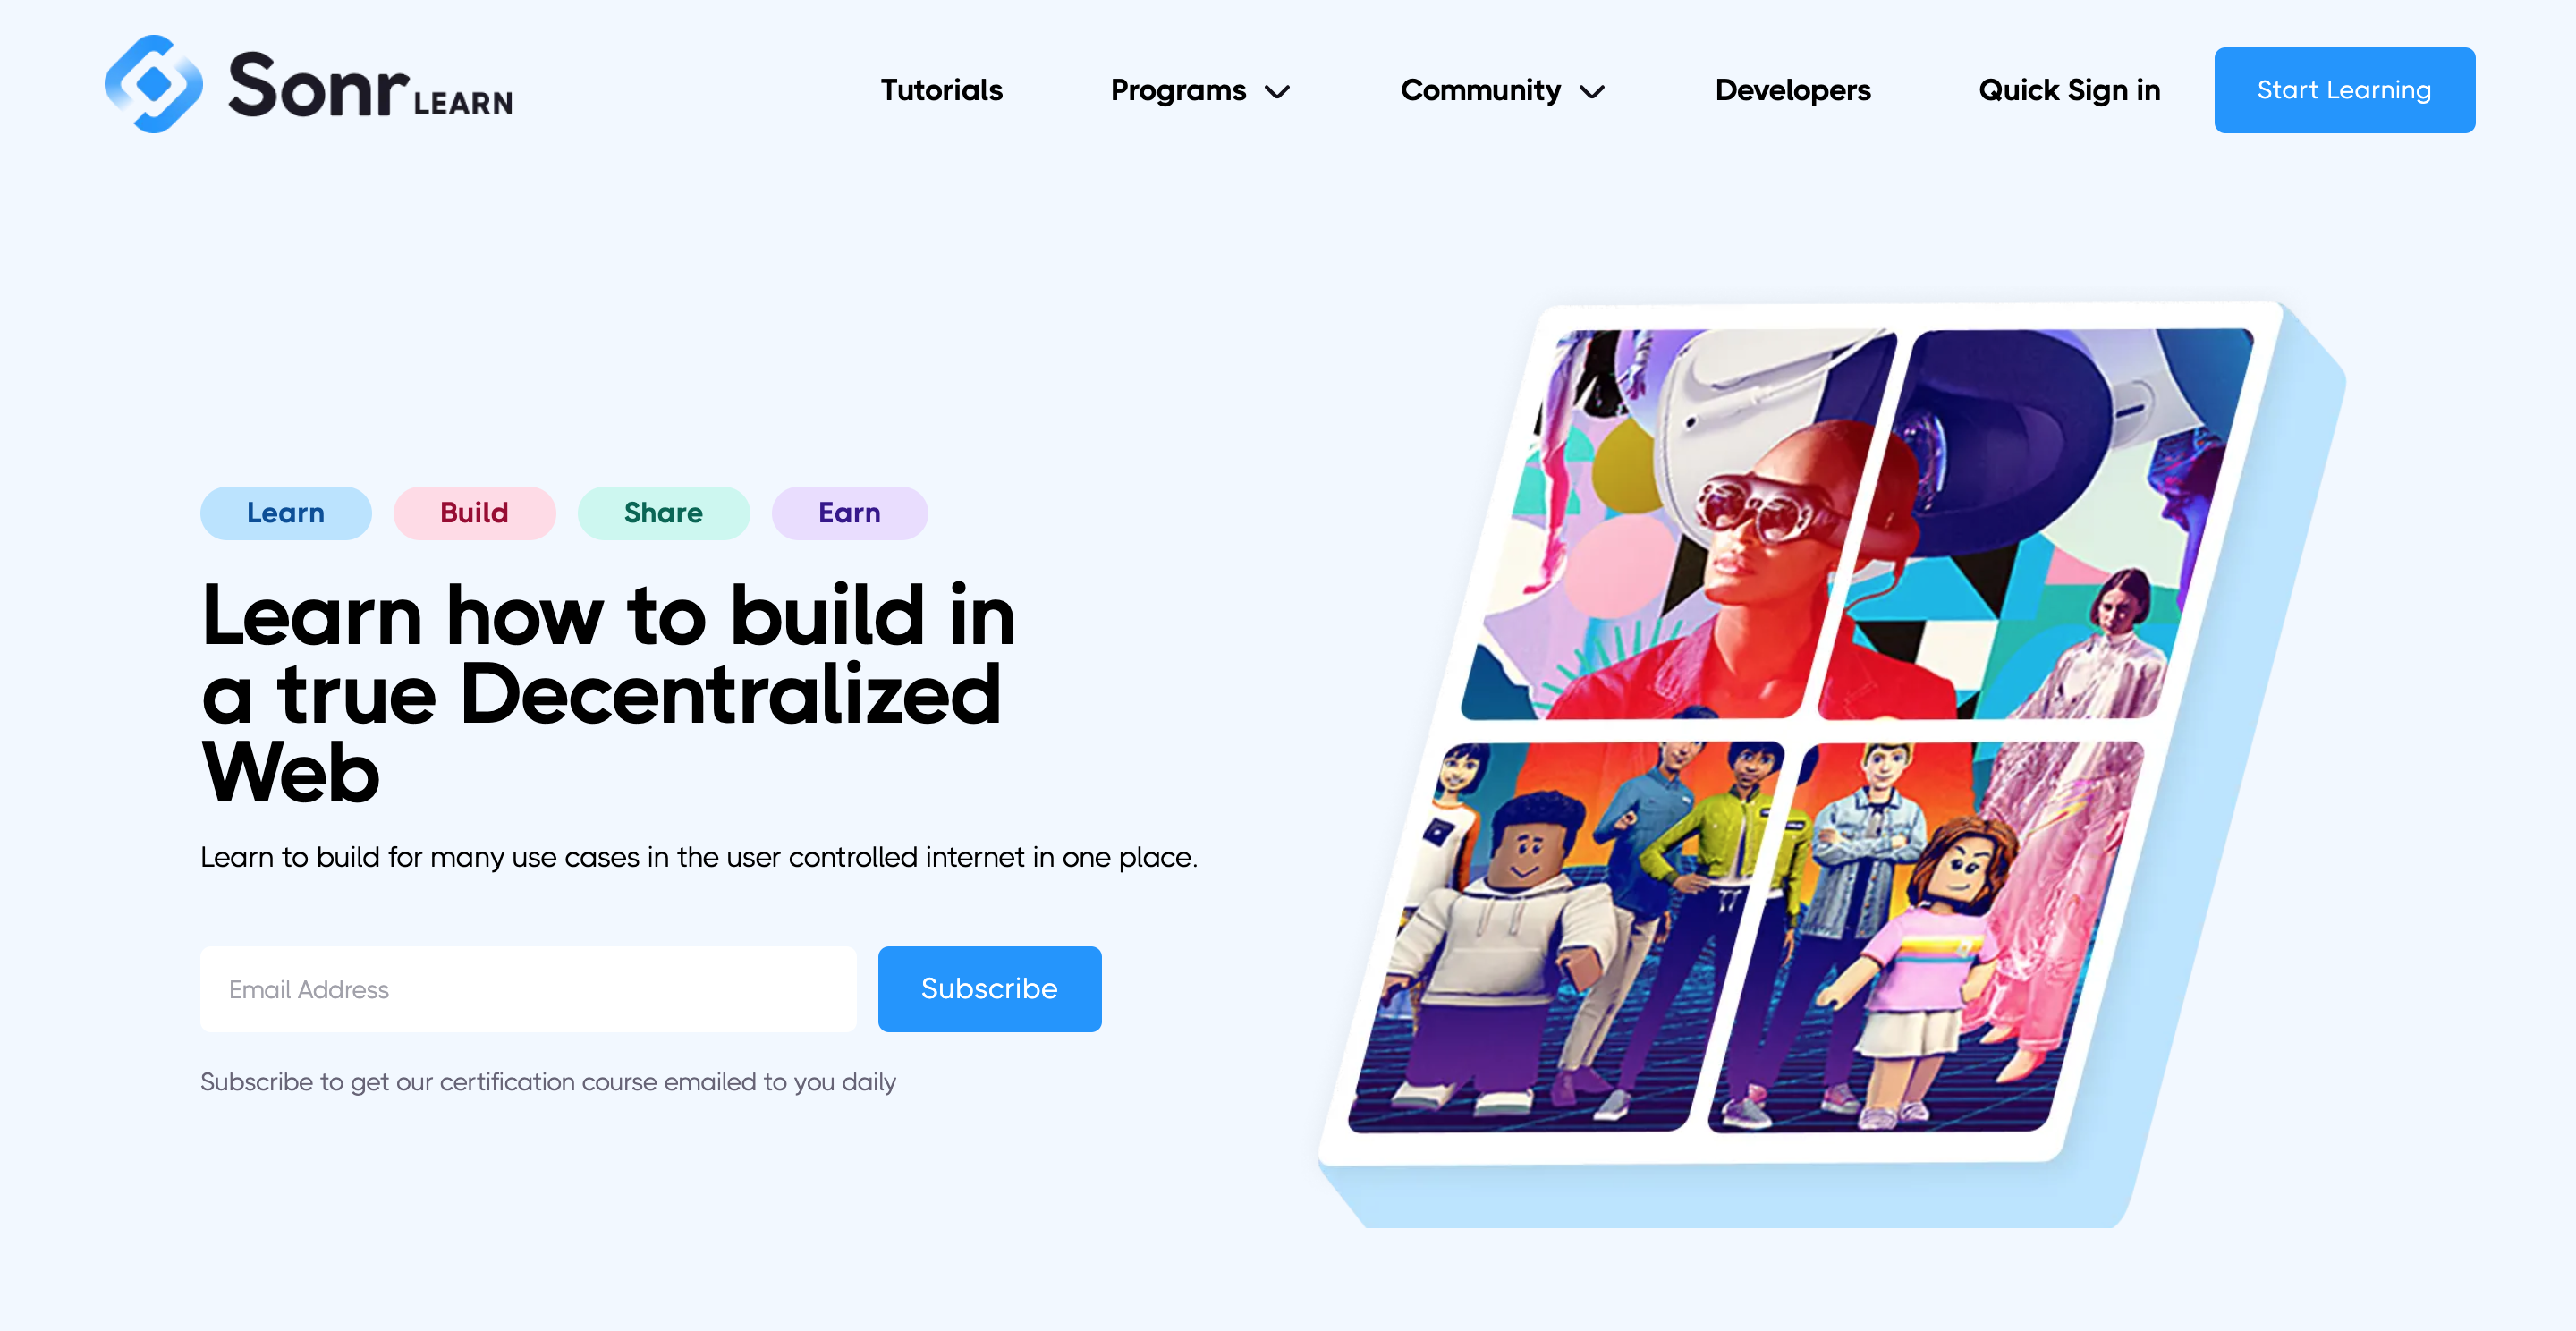 Sonr LEARN
Tutorials
Programs
Community
Developers
Quick Sign in
Start Learning
Learn
Build
Share
Earn
Learn how to build in
a true Decentralized
Web
Learn to build for many use cases in the user controlled internet in one place.
Email Address
Subscribe
Subscribe to get our certification course emailed to you daily